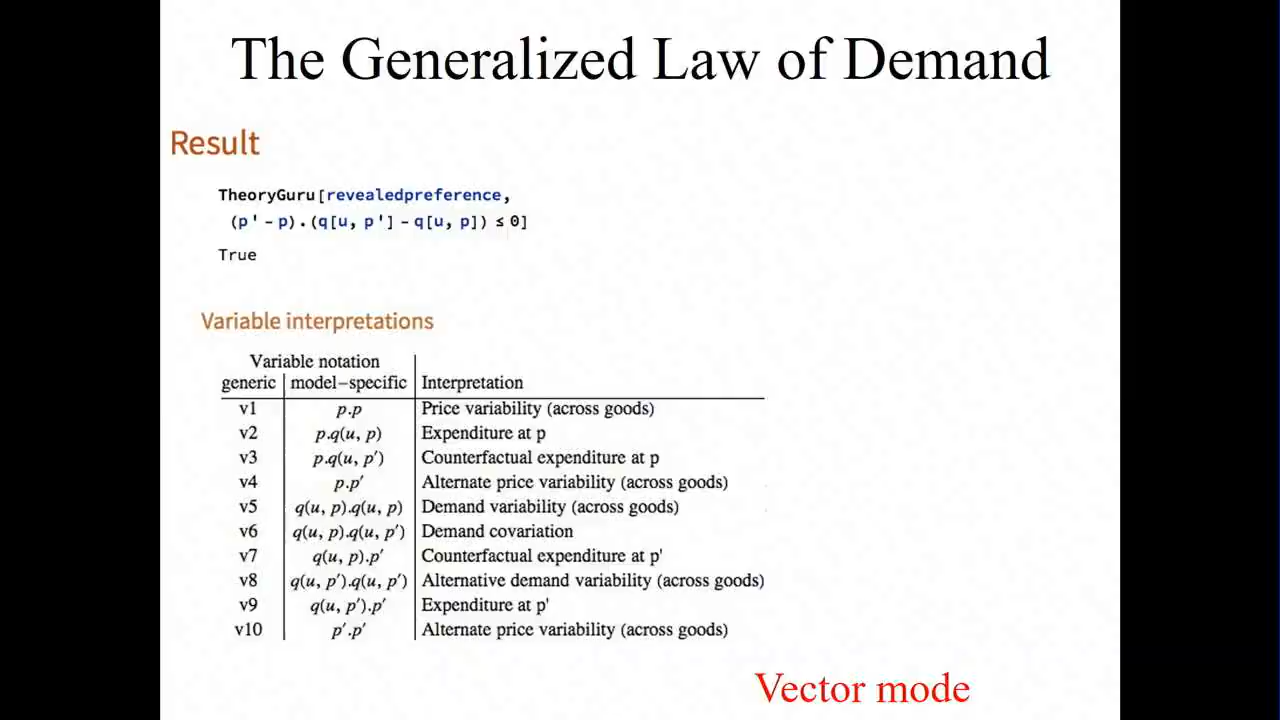 The Generalized Law of Demand
Result
TheoryGuru[revealedpreference,
(p' - p).(q[u, p'] - q[u, p]) ≤ 0]
True
Variable interpretations
Variable notation
generic model-specific Interpretation
v1 p.p Price variability (across goods)
v2 p.q(u, p) Expenditure at p
v3 p.q(u, p′) Counterfactual expenditure at p
v4 p.p′ Alternate price variability (across goods)
v5 q(u, p).q(u, p) Demand variability (across goods)
v6 q(u, p).q(u, p′) Demand covariation
v7 q(u, p).p′ Counterfactual expenditure at p'
v8 q(u, p′).q(u, p′) Alternative demand variability (across goods)
v9 q(u, p′).p′ Expenditure at p'
v10 p′.p′ Alternate price variability (across goods)
Vector mode